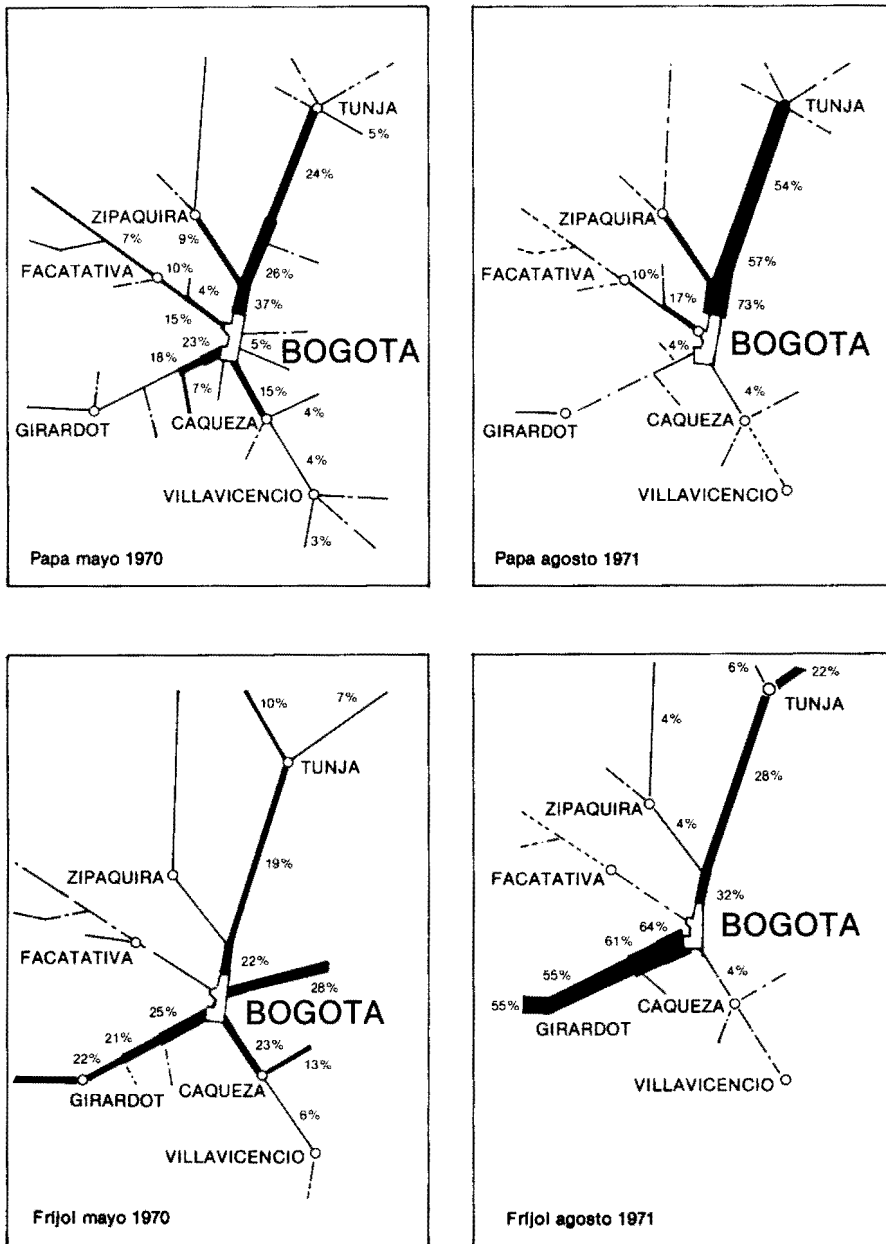 TUNJA
5%
24%
ZIPAQUIRA
7%
9%
FACATATIVA
10%
26%
4%
37%
15%
23%
5%
BOGOTA
18%
7%
15%
CAQUEZA
4%
GIRARDOT
4%
VILLAVICENCIO
3%
Papa mayo 1970
TUNJA
54%
ZIPAQUIRA
57%
FACATATIVA
10%
17%
73%
4%
BOGOTA
4%
CAQUEZA
GIRARDOT
VILLAVICENCIO
Papa agosto 1971
10%
7%
TUNJA
19%
ZIPAQUIRA
FACATATIVA
22%
28%
25%
BOGOTA
21%
23%
22%
13%
GIRARDOT
CAQUEZA
6%
VILLAVICENCIO
Frijol mayo 1970
6%
22%
TUNJA
4%
28%
ZIPAQUIRA
4%
FACATATIVA
32%
64%
BOGOTA
61%
55%
4%
55%
CAQUEZA
GIRARDOT
VILLAVICENCIO
Frijol agosto 1971